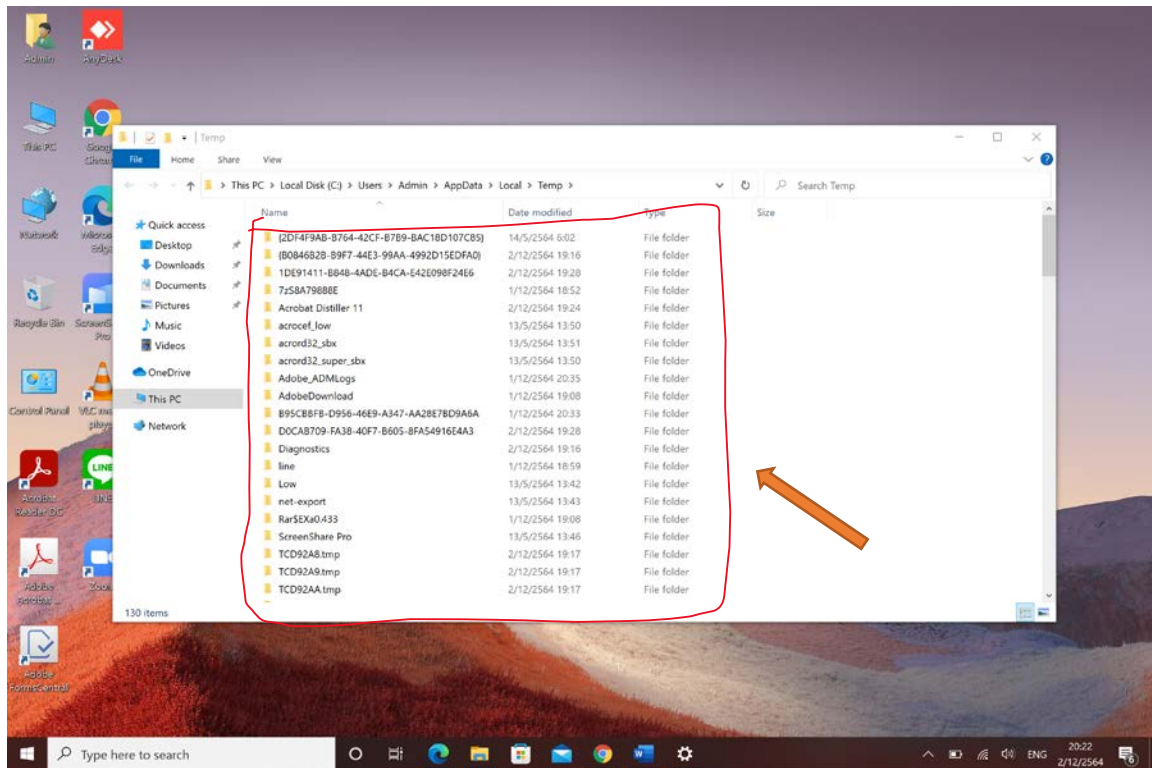 Admin
AnyDesk
This PC
Network
Recycle Bin
Control Panel
Acrobat
Reader DC
LINE
Adobe
Acrobat ...
Zoom
Adobe
FormsCentral
Temp
File Home Share View
This PC > Local Disk (C:) > Users > Admin > AppData > Local > Temp >
Search Temp
Quick access
Desktop
Downloads
Documents
Pictures
Music
Videos
OneDrive
This PC
Network
Name Date modified Type Size
{2DF4F9AB-B764-42CF-B7B9-BAC18D107C85} 14/5/2564 6:02 File folder
{B0846B2B-B9F7-44E3-99AA-4992D15EDFA0} 2/12/2564 19:16 File folder
1DE91411-B84B-4ADE-B4CA-E42E098F24E6 2/12/2564 19:28 File folder
7zS8A79888E 1/12/2564 18:52 File folder
Acrobat Distiller 11 2/12/2564 19:24 File folder
acrocef_low 13/5/2564 13:50 File folder
acrord32_sbx 13/5/2564 13:51 File folder
acrord32_super_sbx 13/5/2564 13:50 File folder
Adobe_ADMLogs 1/12/2564 20:35 File folder
AdobeDownload 1/12/2564 19:08 File folder
B95CBBFB-D956-46E9-A347-AA28E7BD9A6A 1/12/2564 20:33 File folder
D0CAB709-FA38-40F7-B605-8FA54916E4A3 2/12/2564 19:28 File folder
Diagnostics 2/12/2564 19:16 File folder
line 1/12/2564 18:59 File folder
Low 13/5/2564 13:42 File folder
net-export 13/5/2564 13:43 File folder
Rar$EXa0.433 1/12/2564 19:08 File folder
ScreenShare Pro 13/5/2564 13:46 File folder
TCD92A8.tmp 2/12/2564 19:17 File folder
TCD92A9.tmp 2/12/2564 19:17 File folder
TCD92AA.tmp 2/12/2564 19:17 File folder
130 items
Type here to search
ENG
20:22
2/12/2564
6